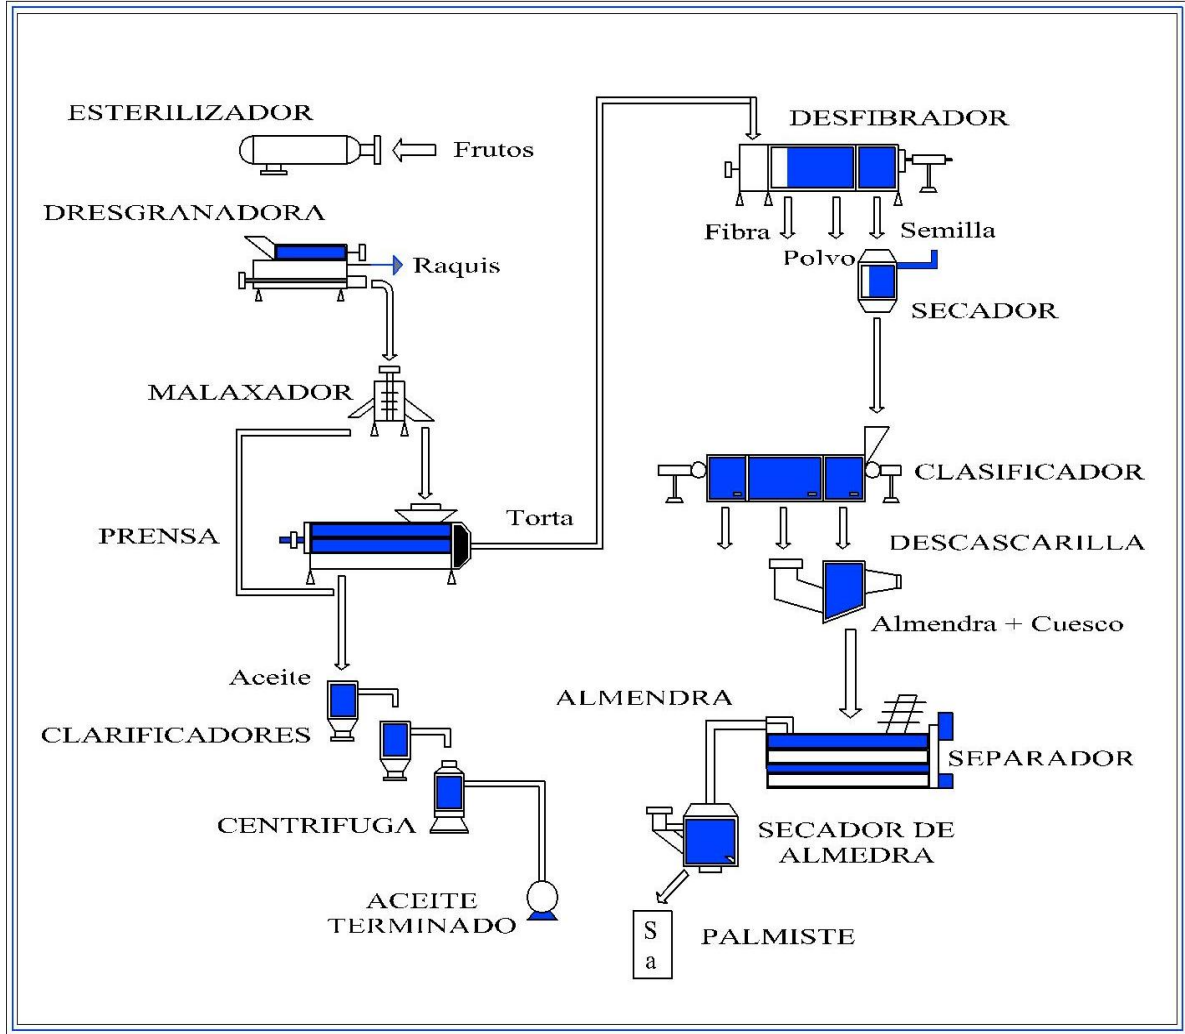 ESTERILIZADOR
Frutos
DRESGRANADORA
Raquis
MALAXADOR
PRENSA
Torta
Aceite
CLARIFICADORES
CENTRIFUGA
ACEITE
TERMINADO
DESFIBRADOR
Fibra
Polvo
Semilla
SECADOR
CLASIFICADOR
DESCASCARILLA
Almendra + Cuesco
ALMENDRA
SEPARADOR
SECADOR DE
ALMEDRA
S
a
PALMISTE